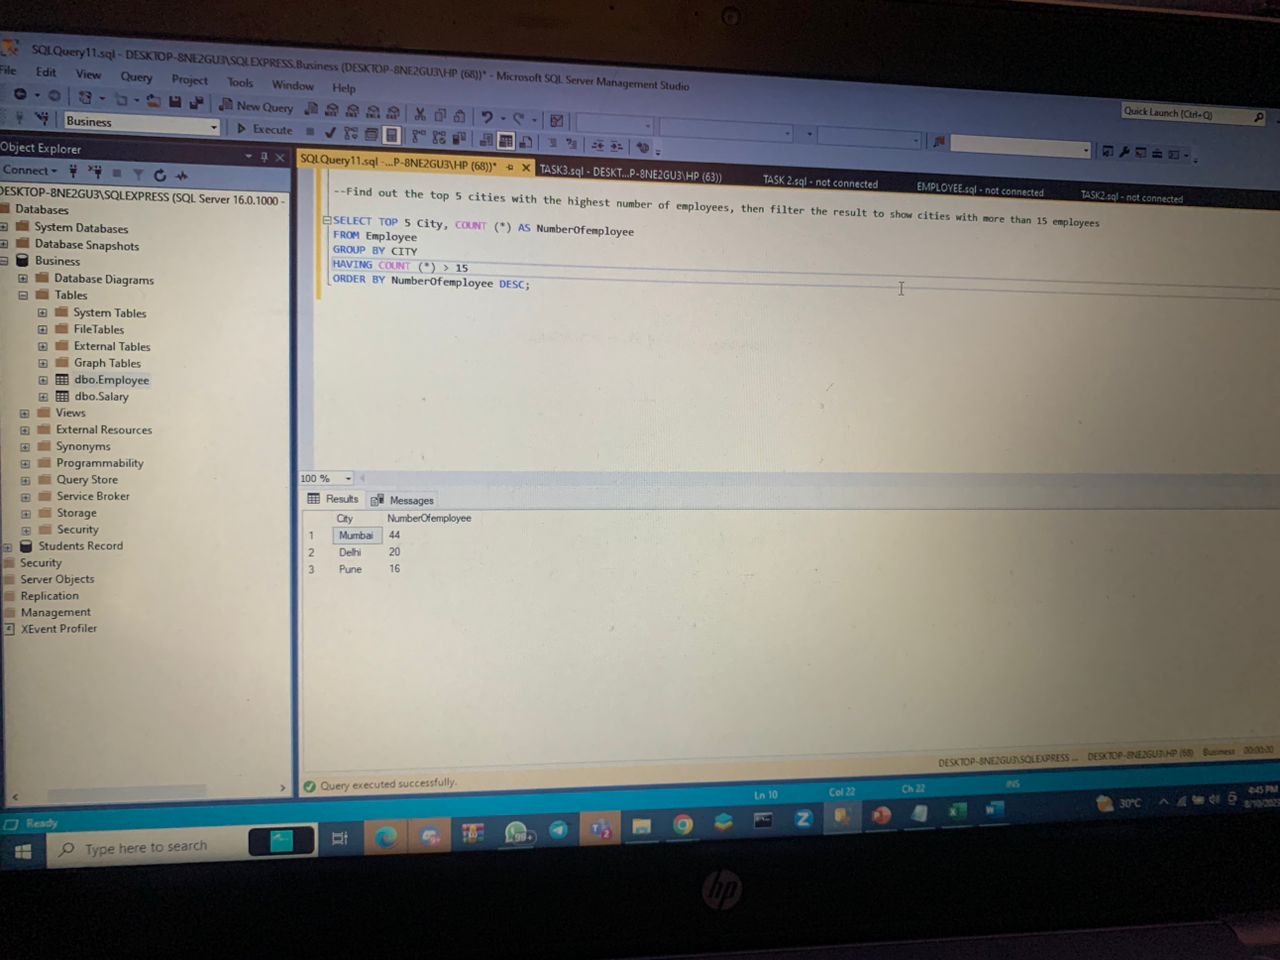 SQLQuery11.sql - DESKTOP-8NE2GU3\SQLEXPRESS.Business (DESKTOP-8NE2GU3\HP (68))* - Microsoft SQL Server Management Studio
File Edit View Query Project Tools Window Help
Quick Launch (Ctrl+Q)
New Query
Business
Execute
Object Explorer
Connect
DESKTOP-8NE2GU3\SQLEXPRESS (SQL Server 16.0.1000 -
Databases
System Databases
Database Snapshots
Business
Database Diagrams
Tables
System Tables
FileTables
External Tables
Graph Tables
dbo.Employee
dbo.Salary
Views
External Resources
Synonyms
Programmability
Query Store
Service Broker
Storage
Security
Students Record
Security
Server Objects
Replication
Management
XEvent Profiler
SQLQuery11.sql -...P-8NE2GU3\HP (68))*
TASK3.sql - DESKT...P-8NE2GU3\HP (63))
TASK 2.sql - not connected
EMPLOYEE.sql - not connected
TASK2.sql - not connected
--Find out the top 5 cities with the highest number of employees, then filter the result to show cities with more than 15 employees
SELECT TOP 5 City, COUNT (*) AS NumberOfemployee
FROM Employee
GROUP BY CITY
HAVING COUNT (*) > 15
ORDER BY NumberOfemployee DESC;
100 %
Results Messages
City NumberOfemployee
1 Mumbai 44
2 Delhi 20
3 Pune 16
Query executed successfully.
DESKTOP-8NE2GU3\SQLEXPRESS ... DESKTOP-8NE2GU3\HP (68) Business 00:00:00
Ready
Ln 10 Col 22 Ch 22 INS
Type here to search
99+
30°C
4:45 PM
hp